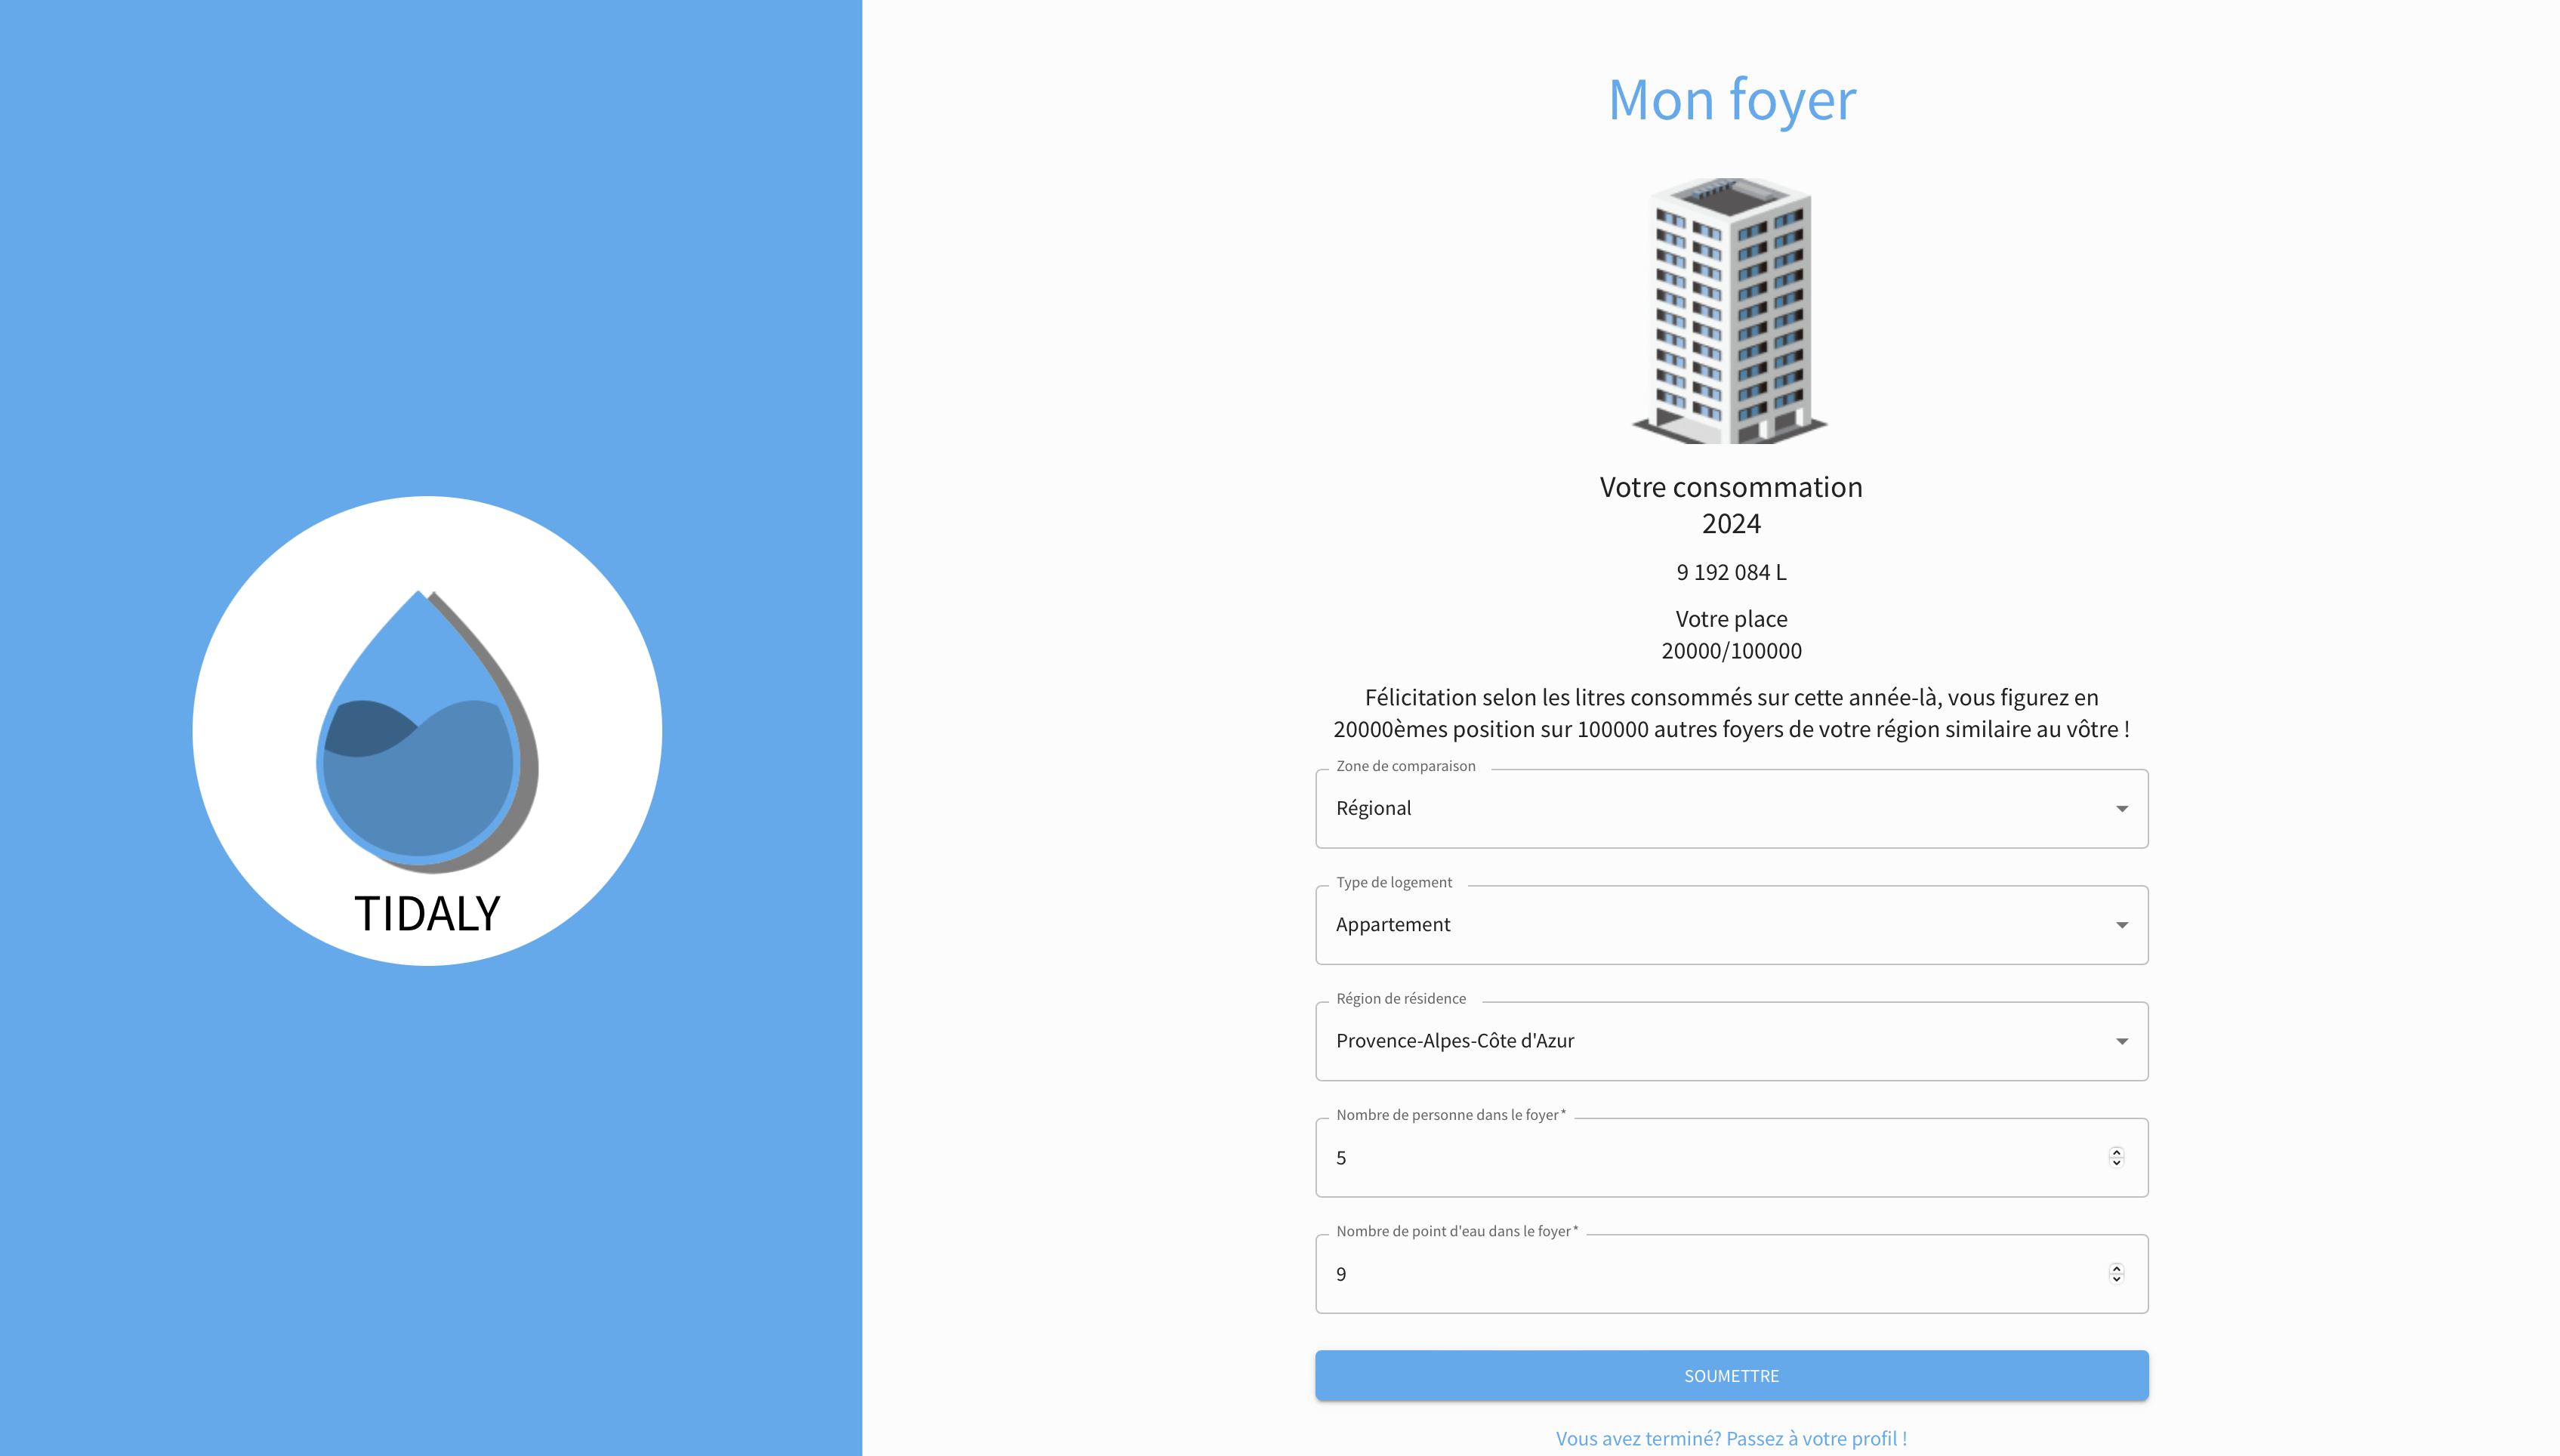 TIDALY
Mon foyer
Votre consommation
2024
9 192 084 L
Votre place
20000/100000
Félicitation selon les litres consommés sur cette année-là, vous figurez en
20000èmes position sur 100000 autres foyers de votre région similaire au vôtre !
Zone de comparaison
Régional
Type de logement
Appartement
Région de résidence
Provence-Alpes-Côte d'Azur
Nombre de personne dans le foyer *
5
Nombre de point d'eau dans le foyer *
9
SOUMETTRE
Vous avez terminé? Passez à votre profil !